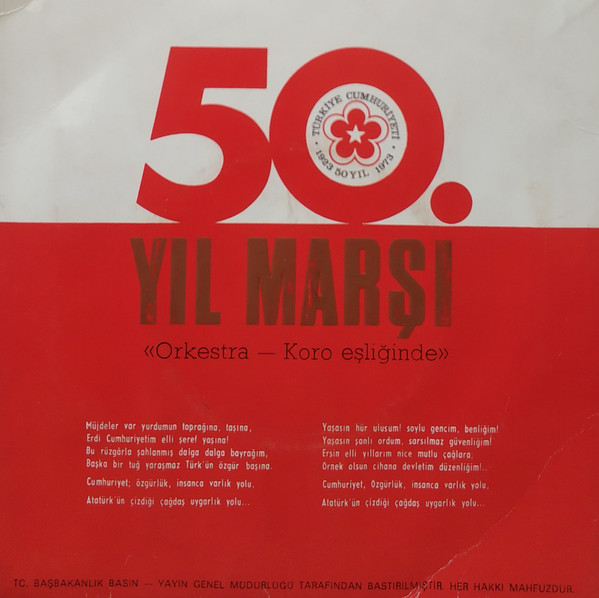 50.
TÜRKİYE CUMHURİYETİ
1923 50 YIL 1973
YIL MARŞI
«Orkestra — Koro eşliğinde»
Müjdeler var yurdumun toprağına, taşına,
Erdi Cumhuriyetim elli şeref yaşına!
Bu rüzgârla şahlanmış dalga dalga bayrağım,
Başka bir tuğ yaraşmaz Türk'ün özgür başına.
Cumhuriyet; özgürlük, insanca varlık yolu,
Atatürk'ün çizdiği çağdaş uygarlık yolu...
Yaşasın hür ulusum! soylu gencim, benliğim!
Yaşasın şanlı ordum, sarsılmaz güvenliğim!
Ersin elli yıllarım nice mutlu çağlara,
Örnek olsun cihana devletim düzenliğim!..
Cumhuriyet, Özgürlük, insanca varlık yolu,
Atatürk'ün çizdiği çağdaş uygarlık yolu...
TC. BAŞBAKANLIK BASIN — YAYIN GENEL MÜDÜRLÜĞÜ TARAFINDAN BASTIRILMIŞTIR. HER HAKKI MAHFUZDUR